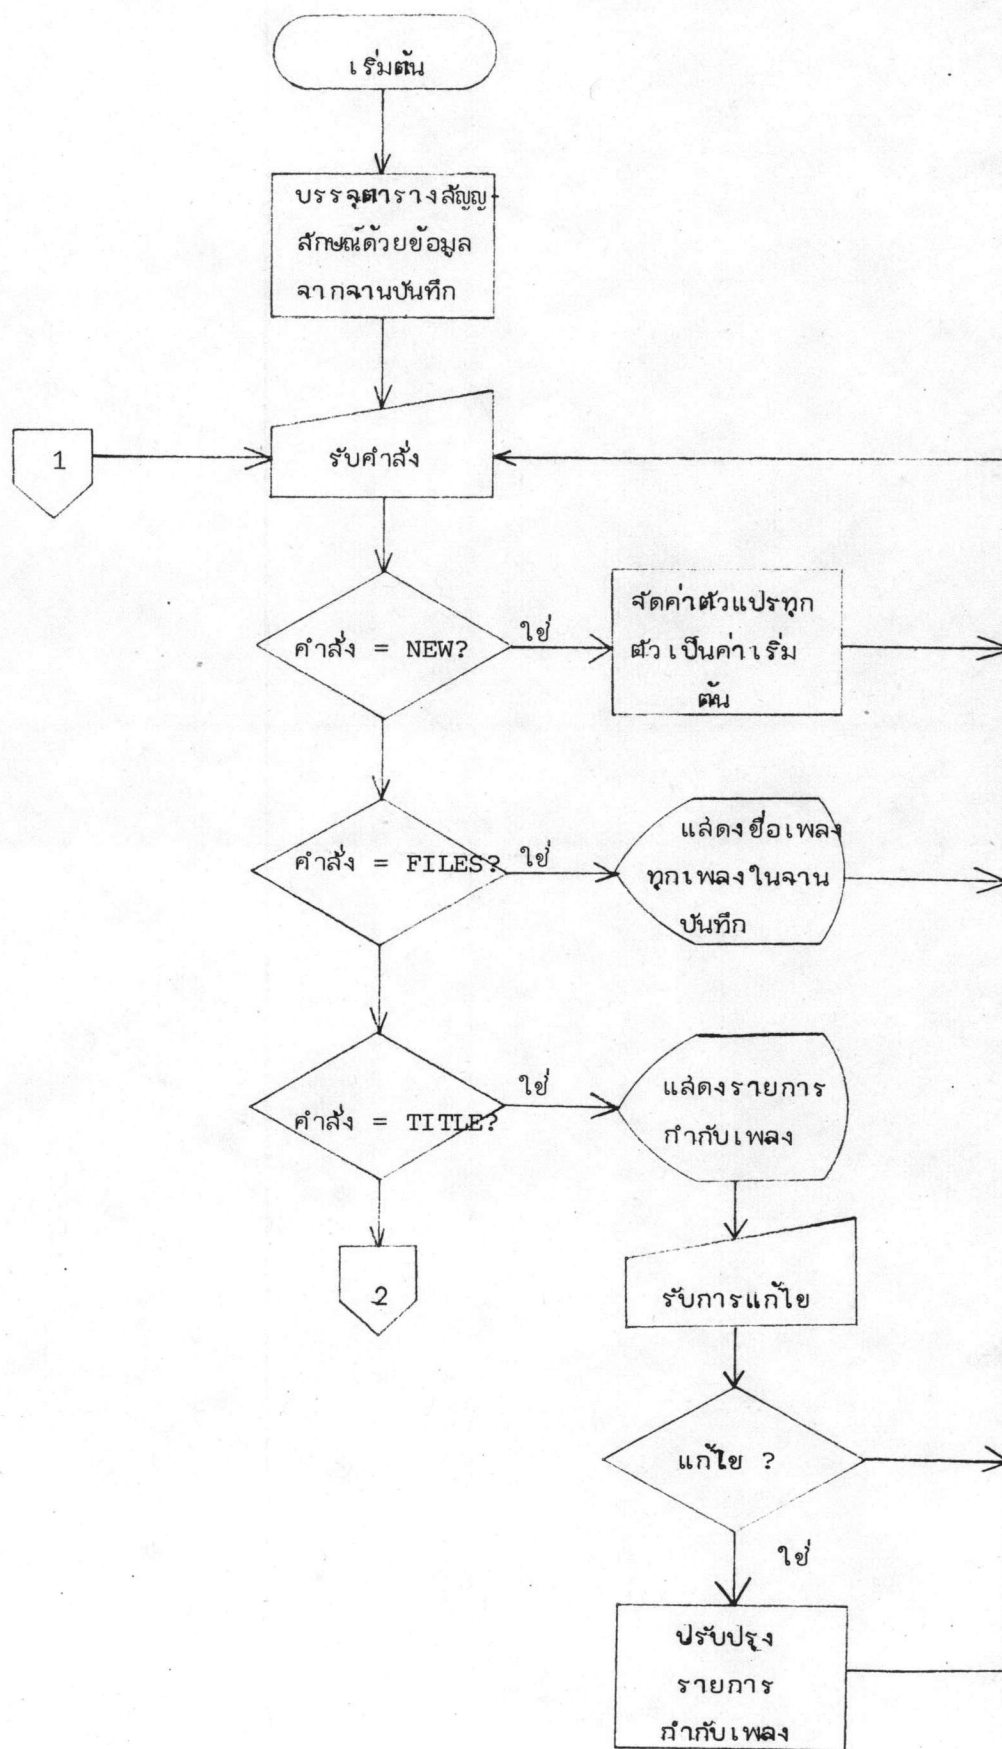 เริ่มต้น
บรรจุตารางสัญญ-
ลักษณ์ด้วยข้อมูล
จากจานบันทึก
1
รับคำสั่ง
คำสั่ง = NEW?
ใช่
จัดค่าตัวแปรทุก
ตัวเป็นค่าเริ่ม
ต้น
คำสั่ง = FILES?
ใช่
แสดงชื่อเพลง
ทุกเพลงในจาน
บันทึก
คำสั่ง = TITLE?
ใช่
แสดงรายการ
กำกับเพลง
2
รับการแก้ไข
แก้ไข ?
ใช่
ปรับปรุง
รายการ
กำกับเพลง